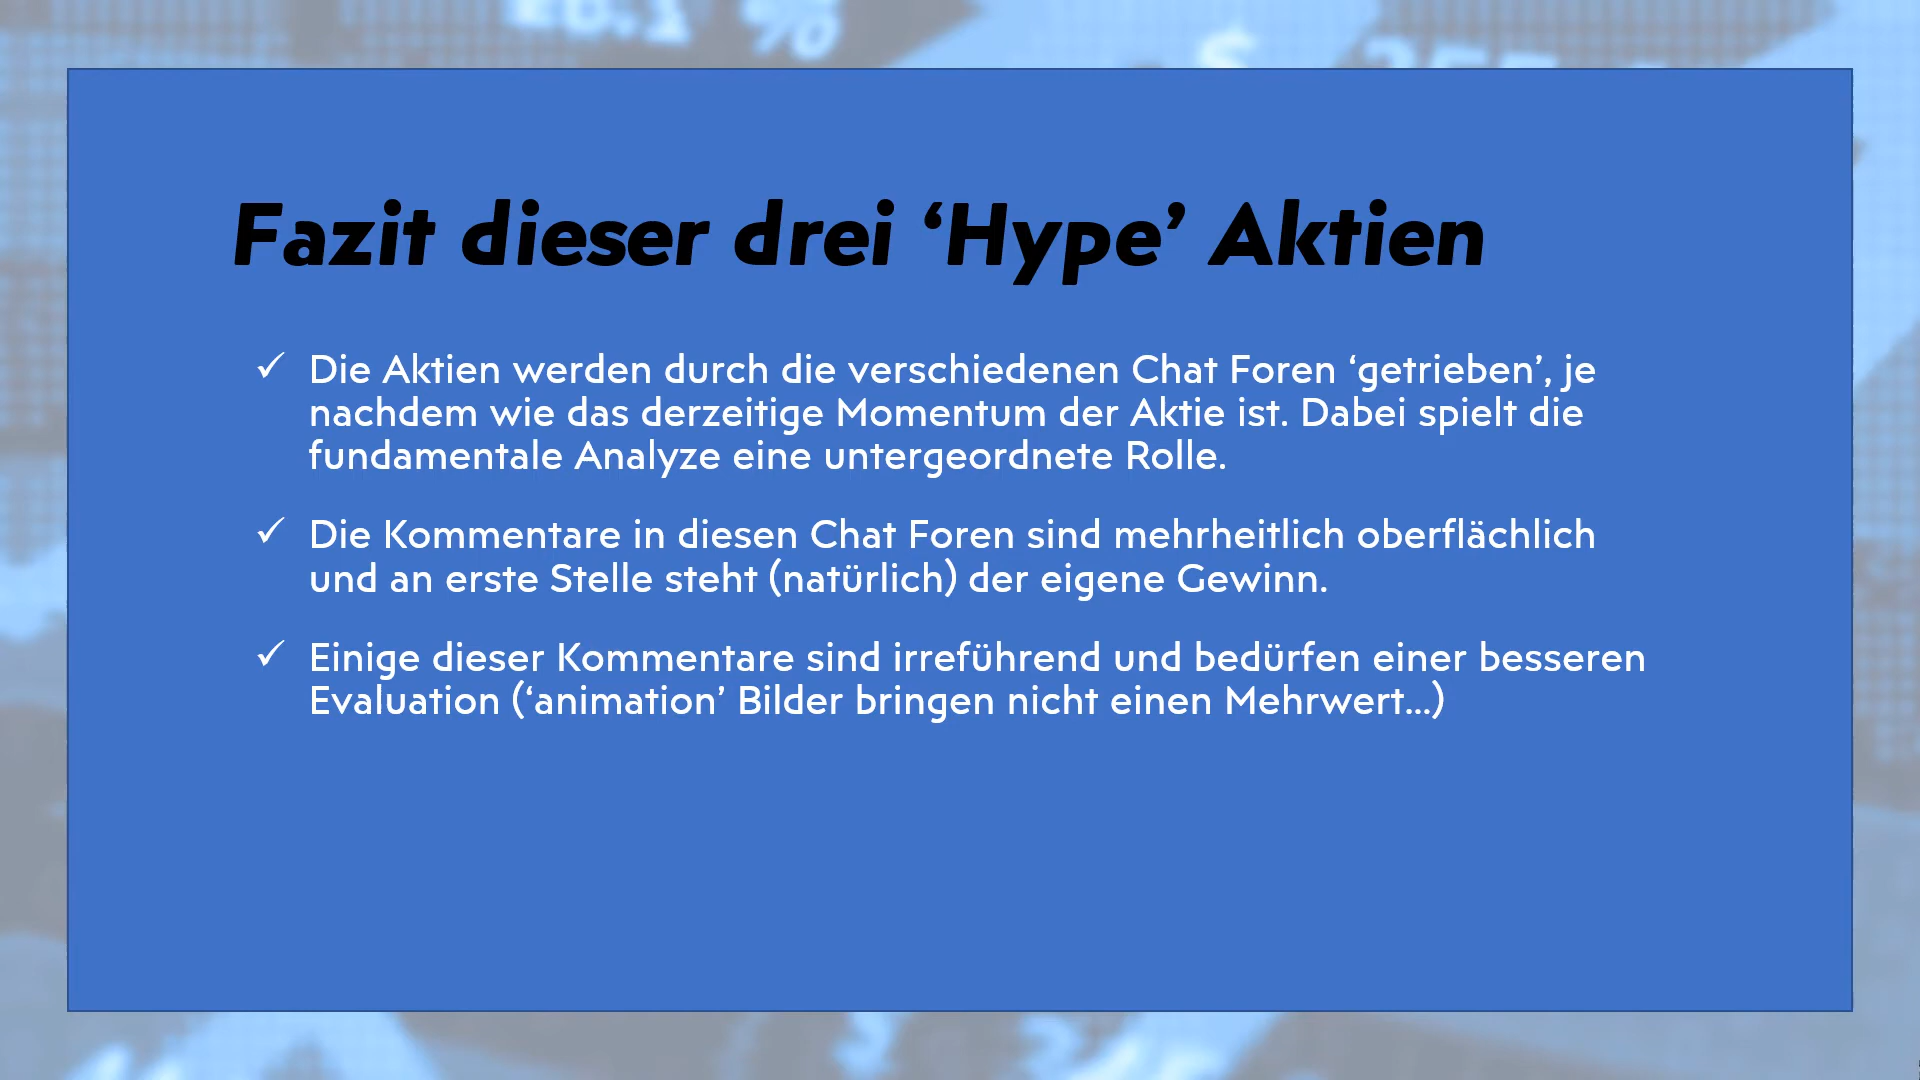 Fazit dieser drei ‘Hype’ Aktien
✓ Die Aktien werden durch die verschiedenen Chat Foren ‘getrieben’, je
nachdem wie das derzeitige Momentum der Aktie ist. Dabei spielt die
fundamentale Analyze eine untergeordnete Rolle.
✓ Die Kommentare in diesen Chat Foren sind mehrheitlich oberflächlich
und an erste Stelle steht (natürlich) der eigene Gewinn.
✓ Einige dieser Kommentare sind irreführend und bedürfen einer besseren
Evaluation (‘animation’ Bilder bringen nicht einen Mehrwert...)